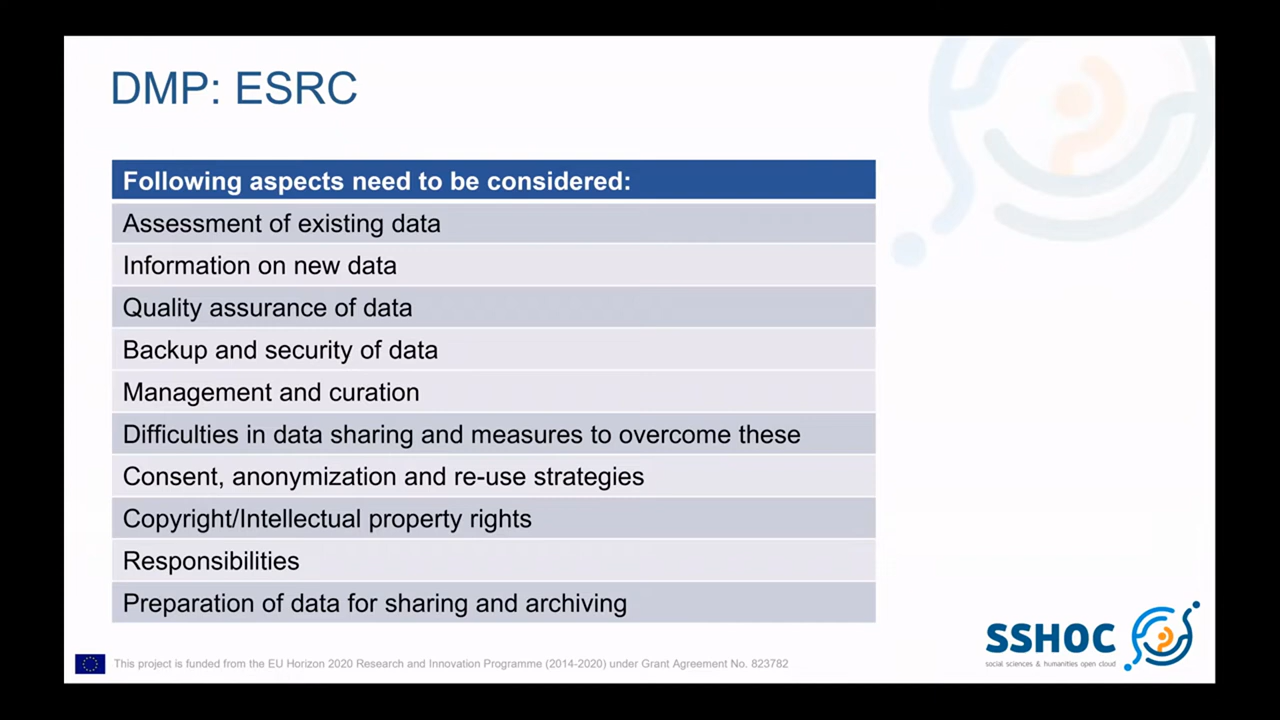 DMP: ESRC
Following aspects need to be considered:
Assessment of existing data
Information on new data
Quality assurance of data
Backup and security of data
Management and curation
Difficulties in data sharing and measures to overcome these
Consent, anonymization and re-use strategies
Copyright/Intellectual property rights
Responsibilities
Preparation of data for sharing and archiving
SSHOC
social sciences & humanities open cloud
This project is funded from the EU Horizon 2020 Research and Innovation Programme (2014-2020) under Grant Agreement No. 823782